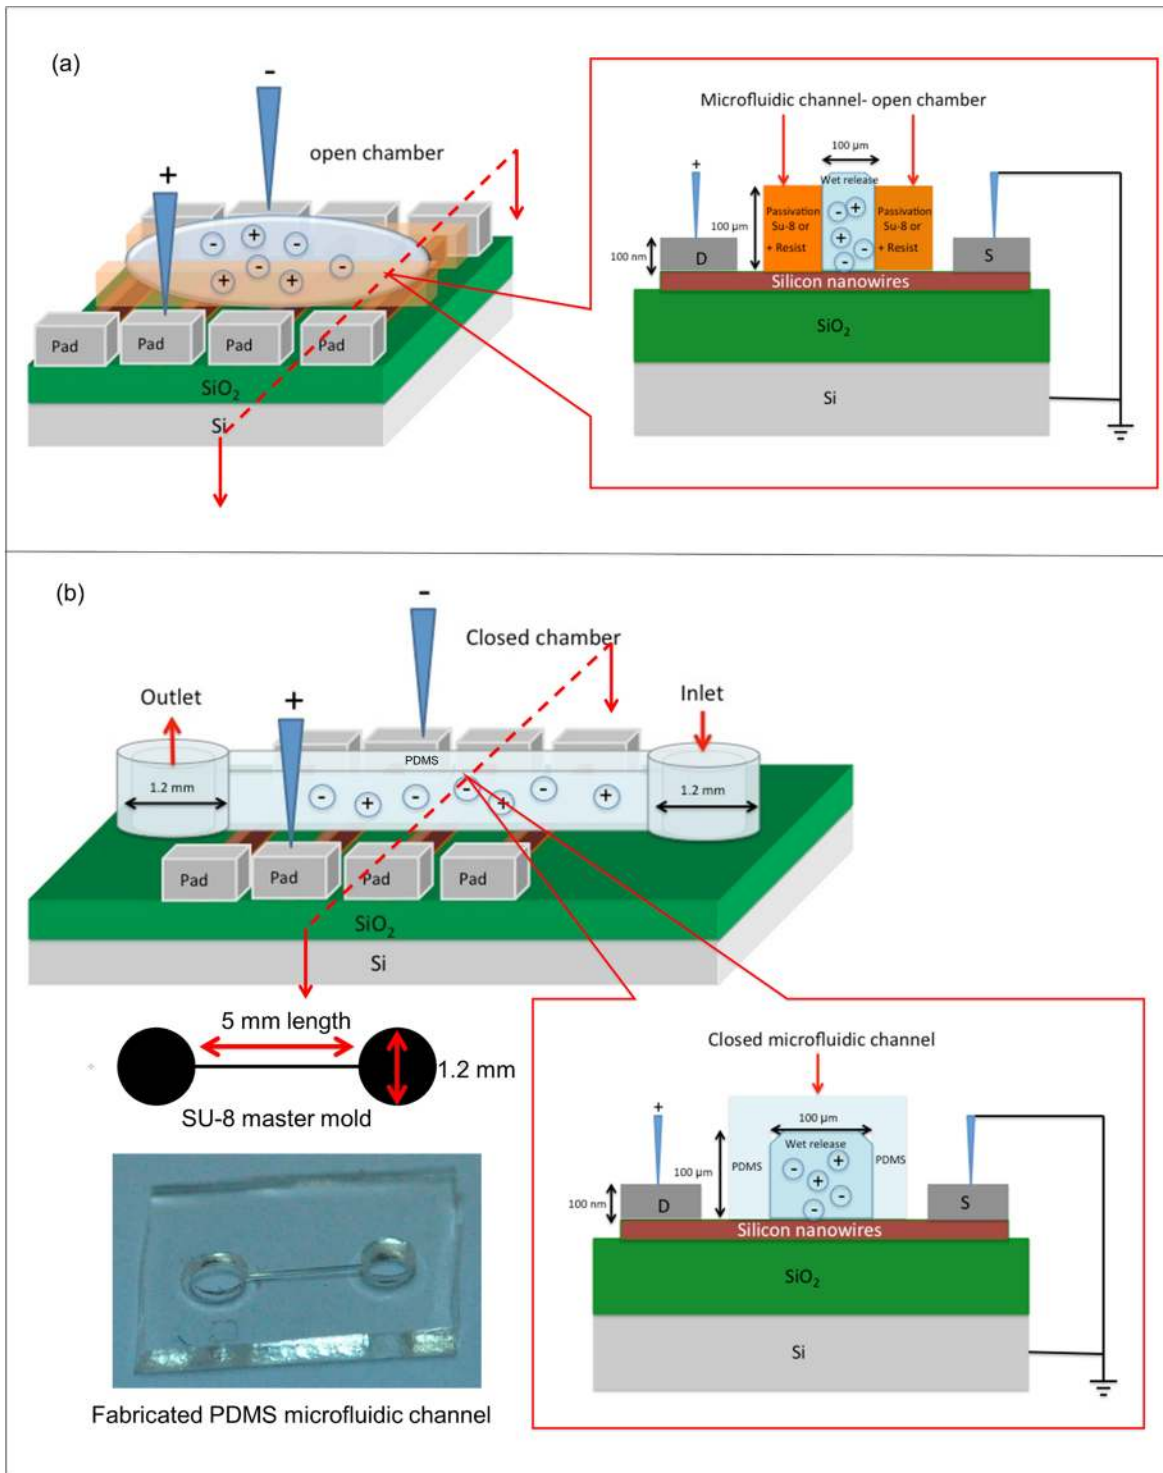 (a)
-
open chamber
+
Pad
Pad
Pad
Pad
SiO2
Si
Microfluidic channel- open chamber
100 µm
+
Wet release
Passivation
Su-8 or
+ Resist
Passivation
Su-8 or
+ Resist
100 µm
100 nm
D
S
Silicon nanowires
SiO2
Si
- + -
+ - + -
- +
+ -
-
(b)
-
Closed chamber
Outlet
+
Inlet
PDMS
1.2 mm
1.2 mm
- + - - + - +
Pad
Pad
Pad
Pad
SiO2
Si
5 mm length
1.2 mm
SU-8 master mold
Fabricated PDMS microfluidic channel
Closed microfluidic channel
+
100 µm
Wet release
100 µm
PDMS
PDMS
- +
+
-
-
100 nm
D
S
Silicon nanowires
SiO2
Si